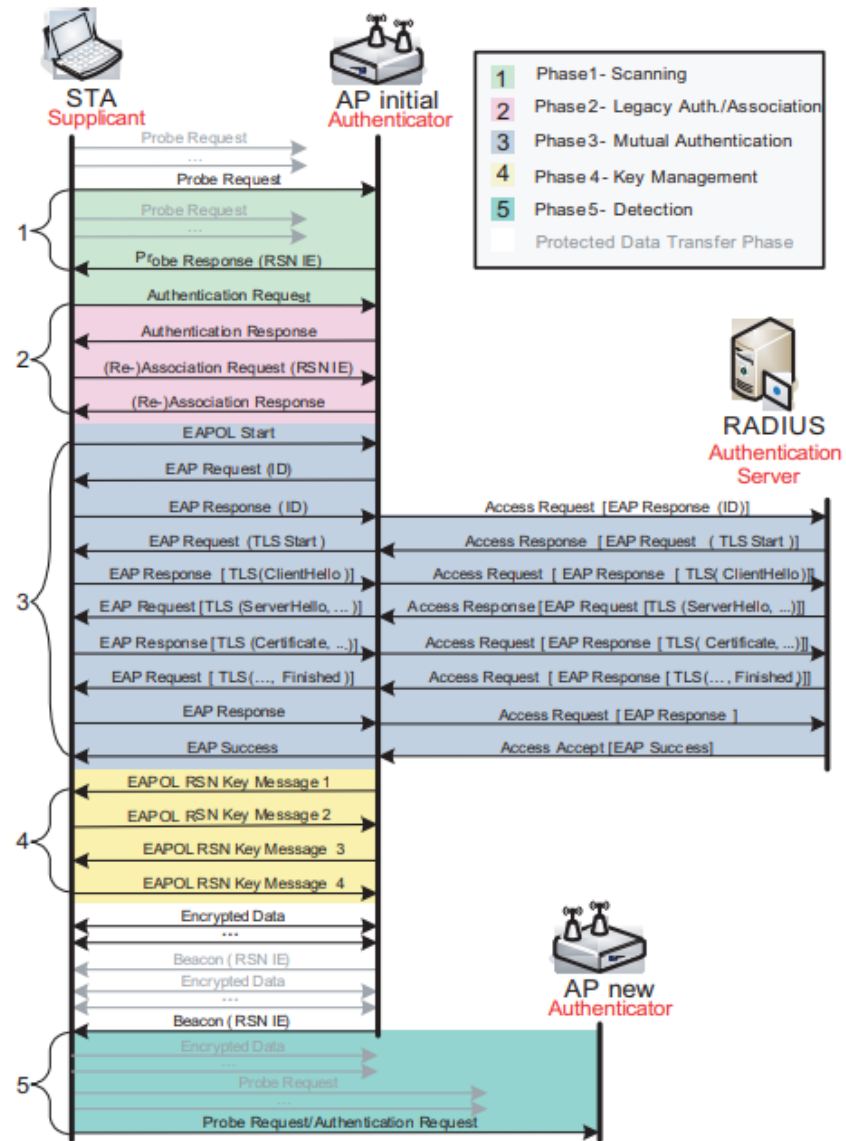 STA
Supplicant
AP initial
Authenticator
1 Phase1- Scanning
2 Phase2- Legacy Auth./Association
3 Phase3- Mutual Authentication
4 Phase 4- Key Management
5 Phase5- Detection
Protected Data Transfer Phase
Probe Request
...
Probe Request
1
Probe Request
...
Probe Response (RSN IE)
Authentication Request
2
Authentication Response
(Re-)Association Request (RSN IE)
(Re-)Association Response
RADIUS
Authentication
Server
3
EAPOL Start
EAP Request (ID)
EAP Response (ID)
Access Request [EAP Response (ID)]
EAP Request (TLS Start )
Access Response [EAP Request ( TLS Start )]
EAP Response [ TLS(ClientHello )]
Access Request [ EAP Response [ TLS( ClientHello)]]
EAP Request [TLS (ServerHello, ... )]
Access Response [EAP Request [TLS (ServerHello, ...)]]
EAP Response [TLS (Certificate, ...)]
Access Request [EAP Response [TLS( Certificate, ...)]]
EAP Request [ TLS(..., Finished )]
Access Request [ EAP Response [ TLS(... , Finished )]]
EAP Response
Access Request [ EAP Response ]
EAP Success
Access Accept [EAP Success]
4
EAPOL RSN Key Message 1
EAPOL RSN Key Message 2
EAPOL RSN Key Message 3
EAPOL RSN Key Message 4
Encrypted Data
...
Beacon ( RSN IE)
Encrypted Data
...
AP new
Authenticator
Beacon ( RSN IE)
5
Encrypted Data
...
Probe Request
...
Probe Request/Authentication Request